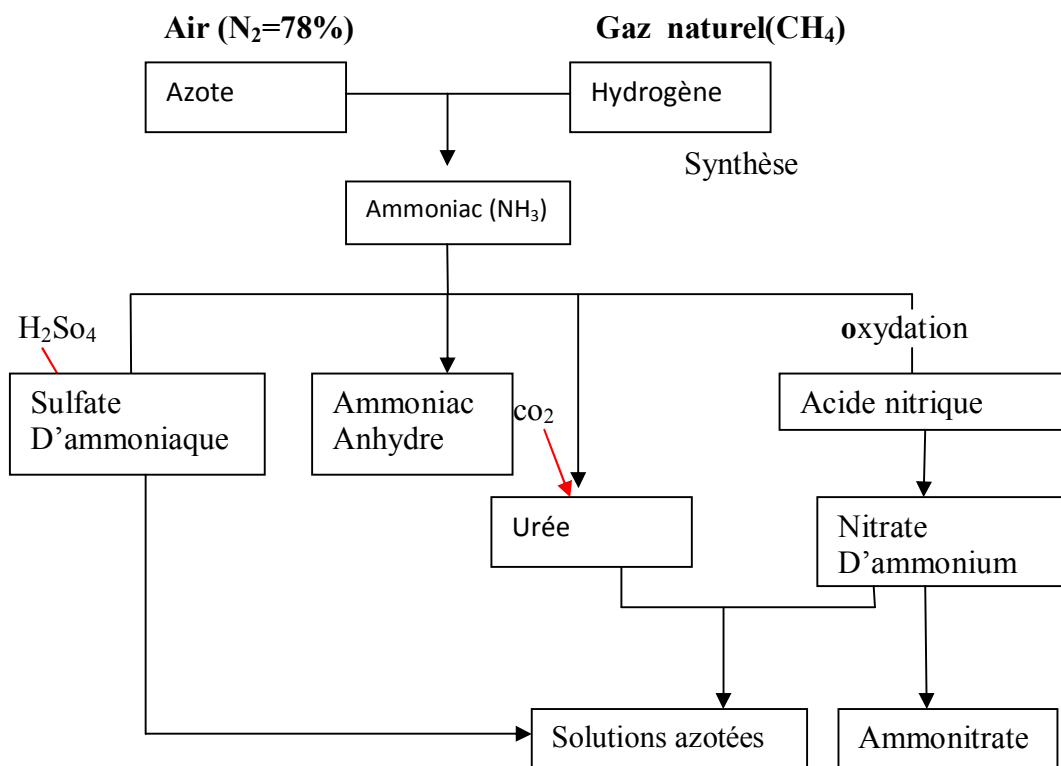 Air (N₂=78%)
Gaz naturel(CH₄)
Azote
Hydrogène
Synthèse
Ammoniac (NH₃)
H₂So₄
oxydation
Sulfate
D’ammoniaque
Ammoniac
Anhydre
co₂
Acide nitrique
Urée
Nitrate
D’ammonium
Solutions azotées
Ammonitrate